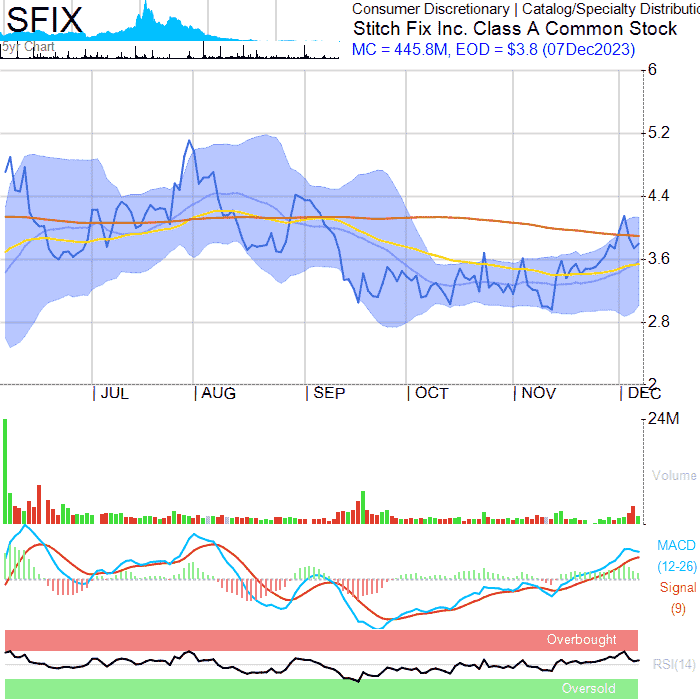 SFIX
Consumer Discretionary | Catalog/Specialty Distributio
Stitch Fix Inc. Class A Common Stock
MC = 445.8M, EOD = $3.8 (07Dec2023)
5yr Chart
6
5.2
4.4
3.6
2.8
2
JUL AUG SEP OCT NOV DEC
24M
Volume
MACD
(12-26)
Signal
(9)
Overbought
RSI(14)
Oversold